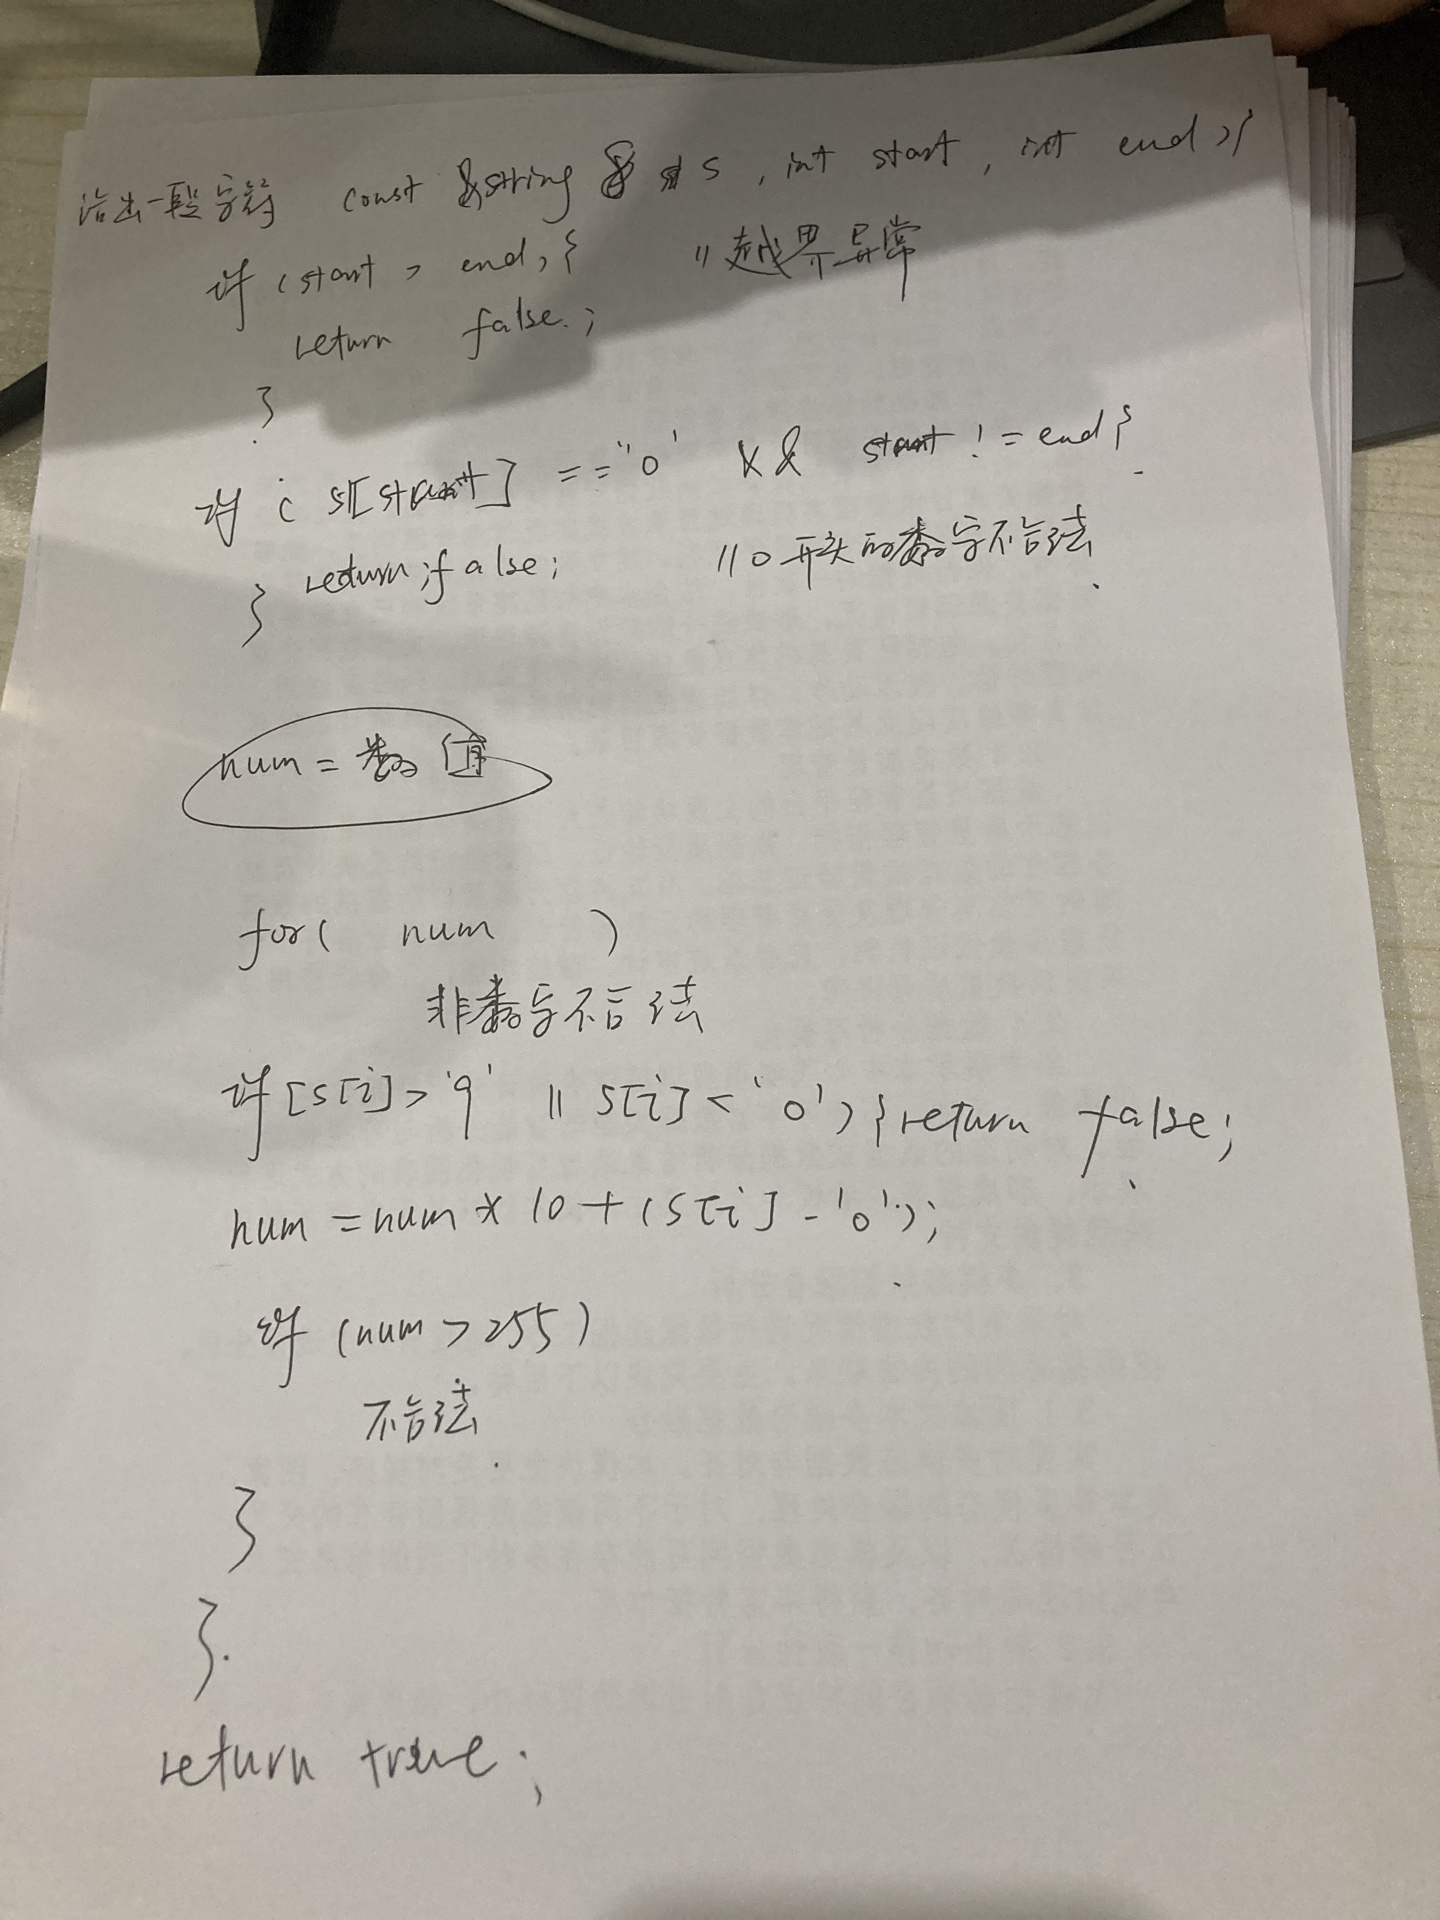 给出一段字符 const &string & s , int start , int end ){
if (start > end) { // 越界异常
return false. ;
}
if ( s[start] == '0' && start != end {
return ; false ; // 0 开头的数字不合法
}
num = 数值
for( num )
非数字不合法
if [s[i] > '9' || s[i] < '0') { return false ;
num = num * 10 + (s[i] - '0') ;
if (num > 255)
不合法
}
}
return true ;